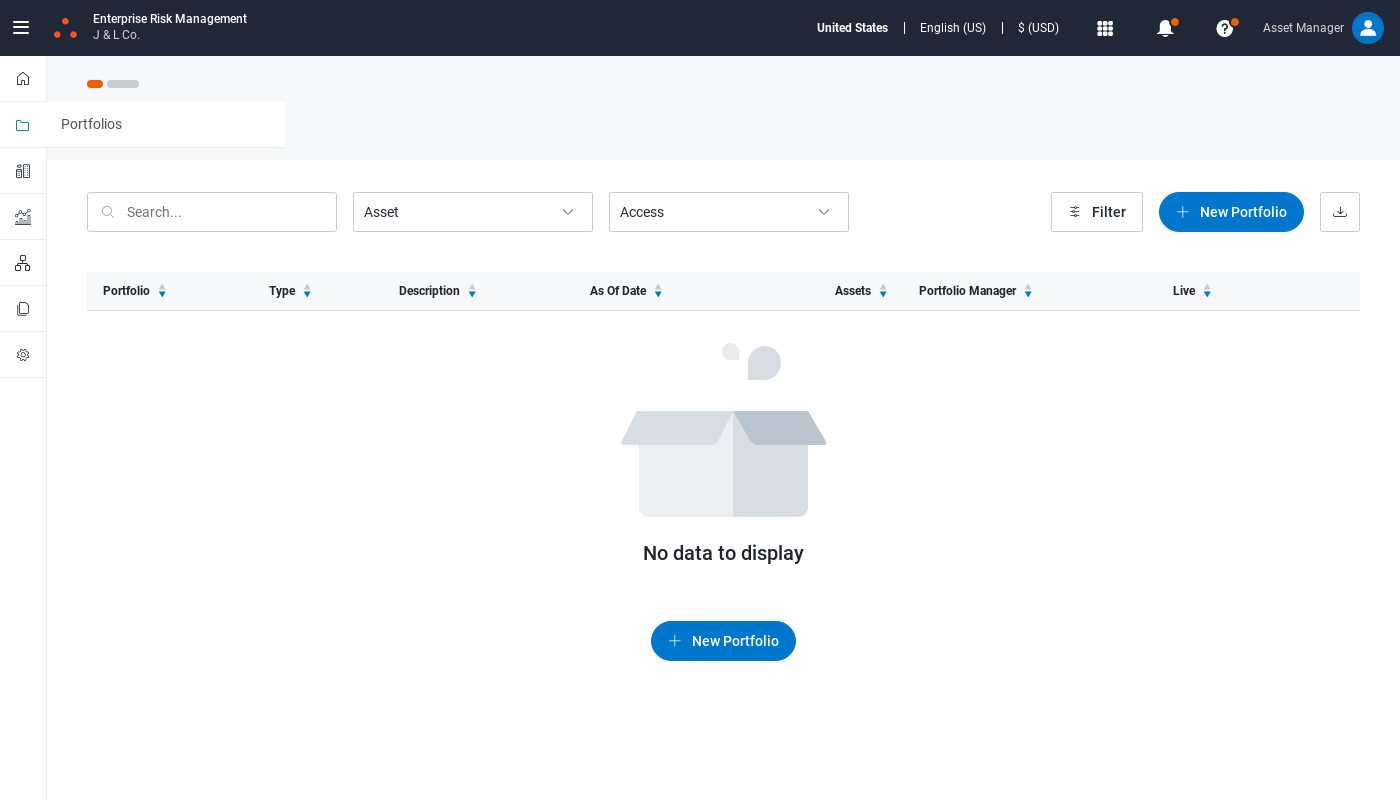 Enterprise Risk Management
J & L Co.
United States
English (US)
$ (USD)
Asset Manager
Portfolios
Search...
Asset
Access
Filter
New Portfolio
Portfolio
Type
Description
As Of Date
Assets
Portfolio Manager
Live
No data to display
New Portfolio